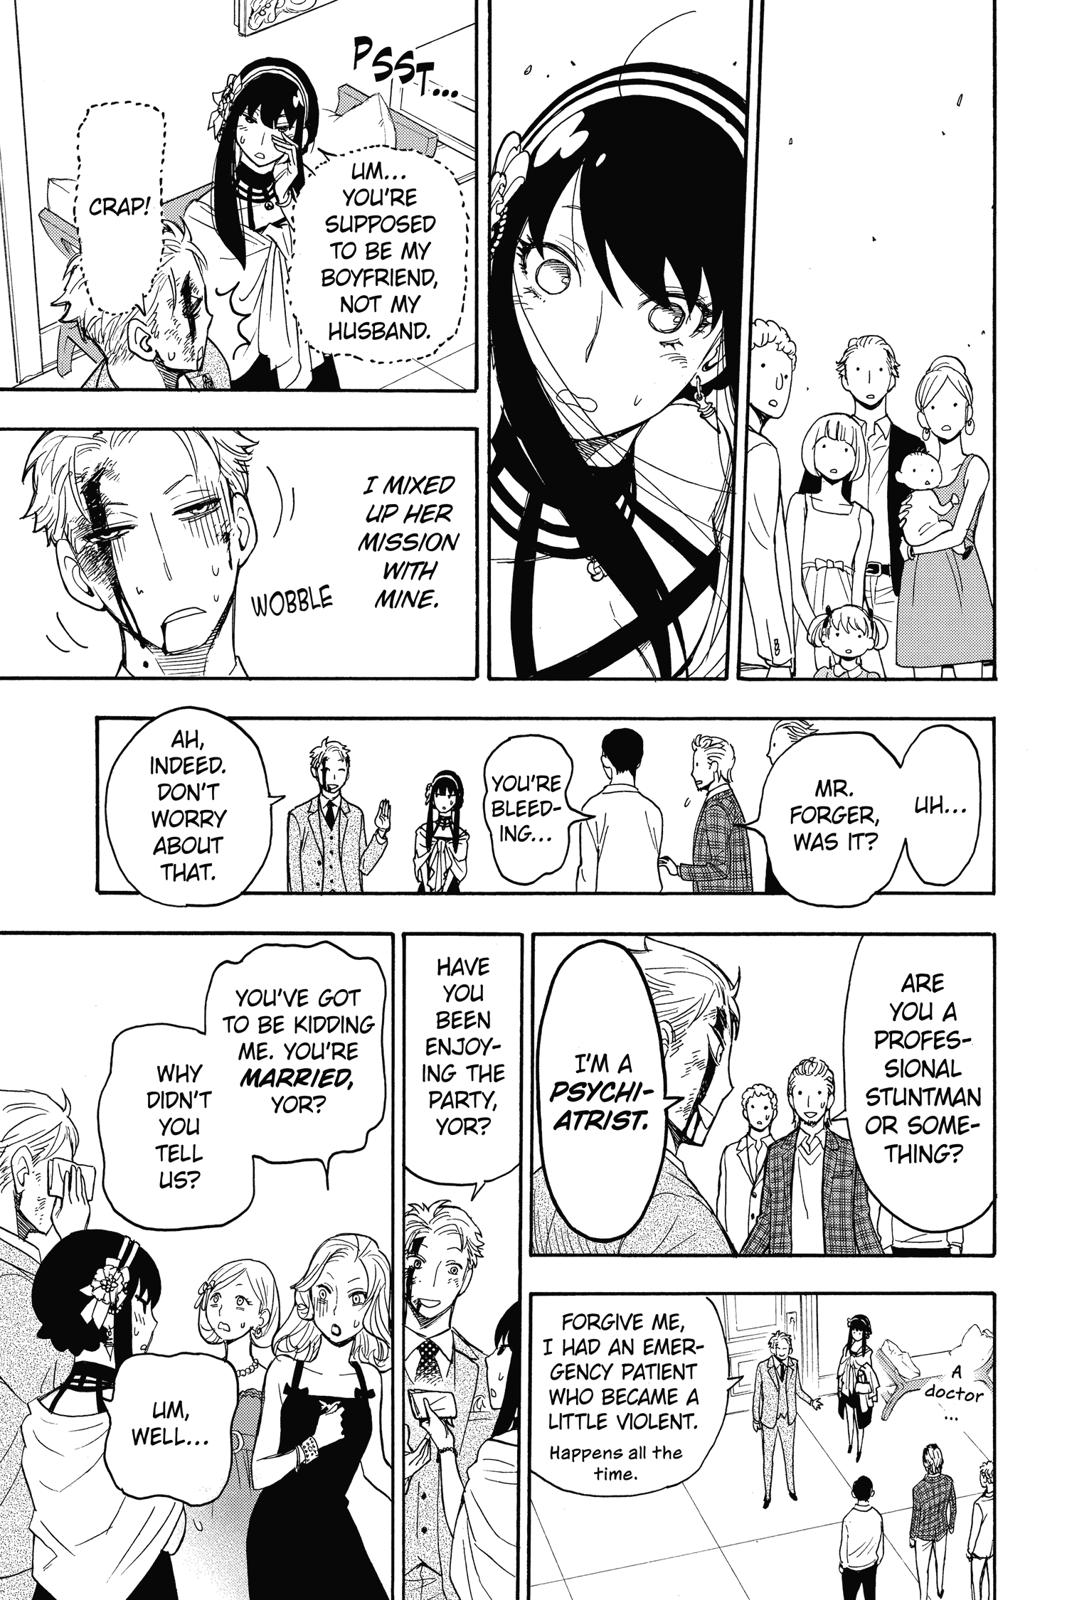 PSST...
UM...
YOU'RE
SUPPOSED
TO BE MY
BOYFRIEND,
NOT MY
HUSBAND.
CRAP!
I MIXED
UP HER
MISSION
WITH
MINE.
WOBBLE
UH...
MR.
FORGER,
WAS IT?
YOU'RE
BLEED-
ING...
AH,
INDEED.
DON'T
WORRY
ABOUT
THAT.
ARE
YOU A
PROFES-
SIONAL
STUNTMAN
OR SOME-
THING?
I'M A
PSYCHI-
ATRIST.
A
doctor
...
FORGIVE ME,
I HAD AN EMER-
GENCY PATIENT
WHO BECAME A
LITTLE VIOLENT.
Happens all the
time.
HAVE
YOU
BEEN
ENJOY-
ING THE
PARTY,
YOR?
YOU'VE GOT
TO BE KIDDING
ME. YOU'RE
MARRIED,
YOR?
WHY
DIDN'T
YOU
TELL
US?
UM,
WELL...